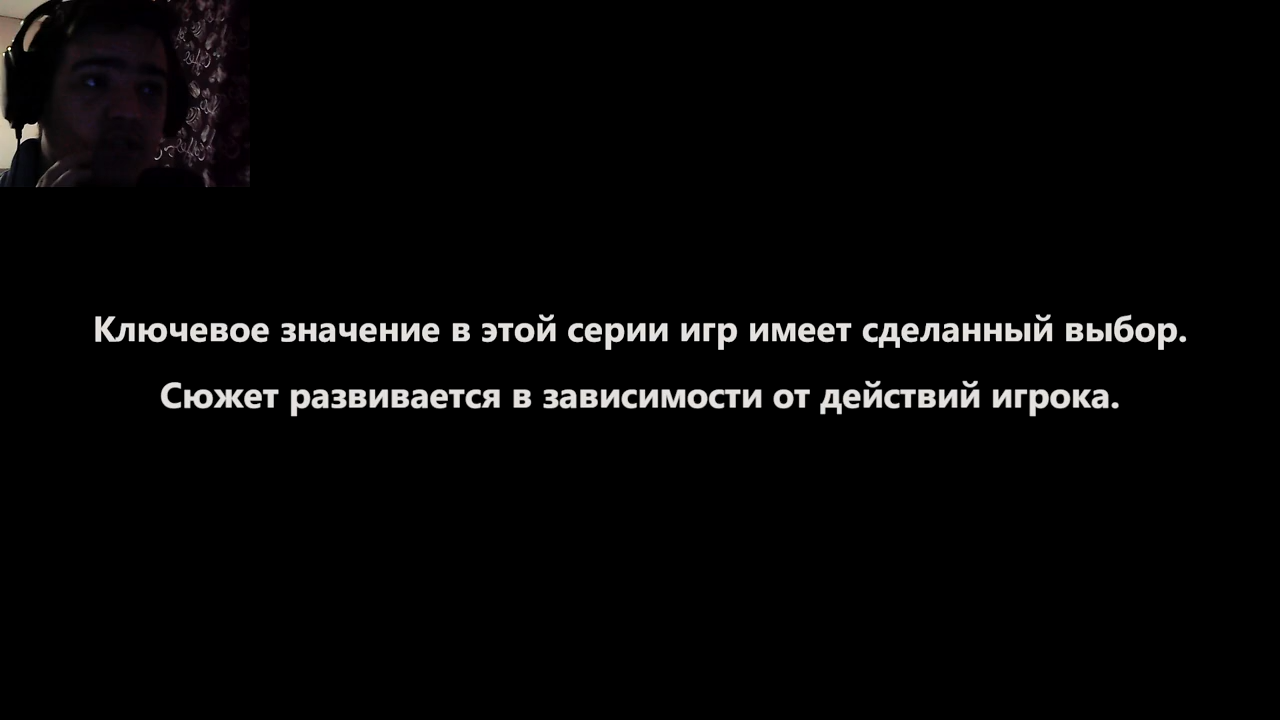 Ключевое значение в этой серии игр имеет сделанный выбор.
Сюжет развивается в зависимости от действий игрока.